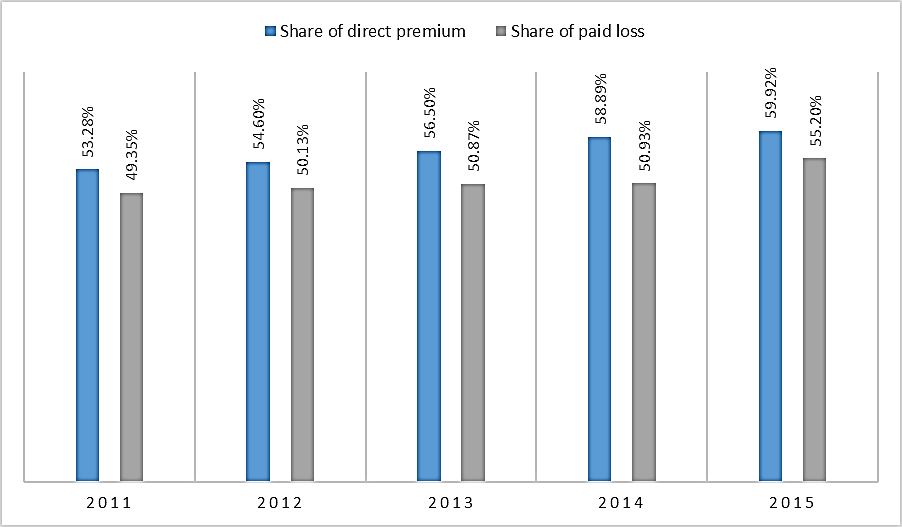 Share of direct premium Share of paid loss
53.28% 49.35% 54.60% 50.13% 56.50% 50.87% 58.89% 50.93% 59.92% 55.20%
2011 2012 2013 2014 2015